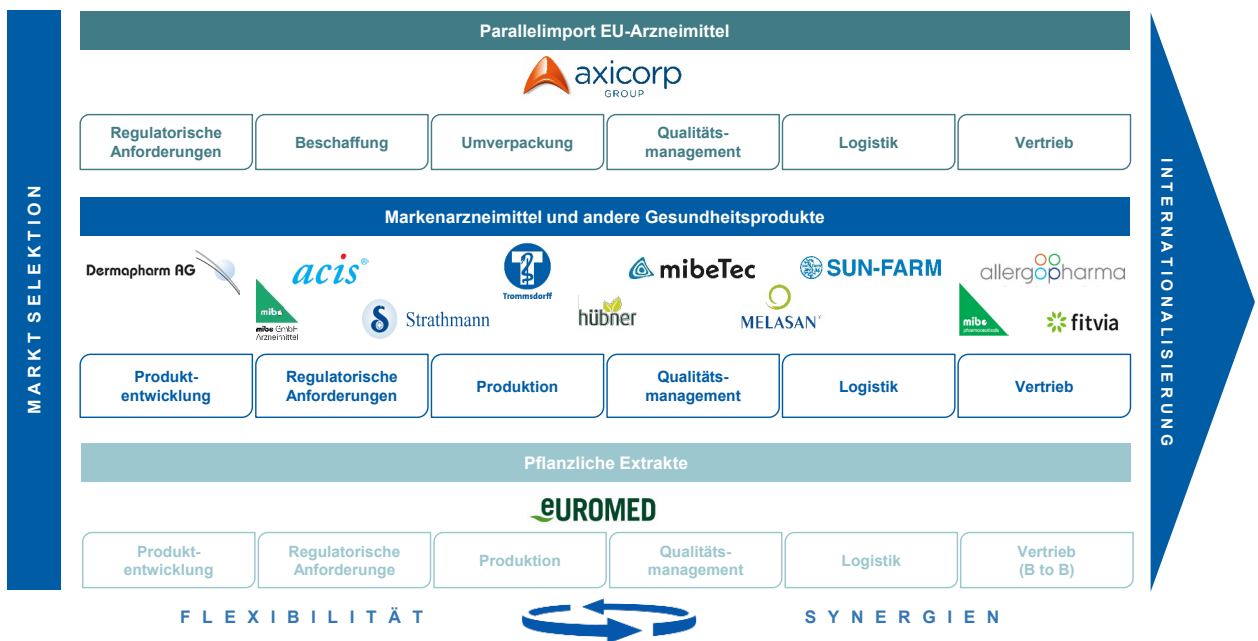 MARKT SELEKTION
Parallelimport EU-Arzneimittel
axicorp
GROUP
Regulatorische
Anforderungen
Beschaffung
Umverpackung
Qualitäts-
management
Logistik
Vertrieb
Markenarzneimittel und andere Gesundheitsprodukte
Dermapharm AG
acis®
T
Trommsdorff
mibeTec
SUN-FARM
allergopharma
mibe
mibe GmbH
Arzneimittel
Strathmann
hübner
MELASAN®
mibe
pharmaceuticals
fitvia
Produkt-
entwicklung
Regulatorische
Anforderungen
Produktion
Qualitäts-
management
Logistik
Vertrieb
Pflanzliche Extrakte
eUROMED
Produkt-
entwicklung
Regulatorische
Anforderunge
Produktion
Qualitäts-
management
Logistik
Vertrieb
(B to B)
FLEXIBILITÄT
SYNERGIEN
INTERNATIONALISIERUNG